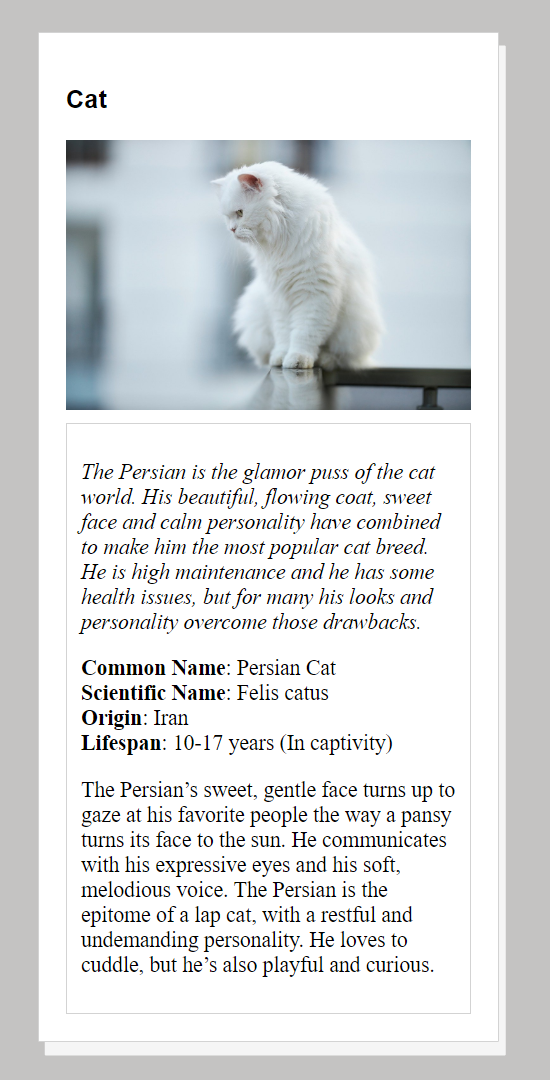 Cat
The Persian is the glamor puss of the cat
world. His beautiful, flowing coat, sweet
face and calm personality have combined
to make him the most popular cat breed.
He is high maintenance and he has some
health issues, but for many his looks and
personality overcome those drawbacks.
Common Name: Persian Cat
Scientific Name: Felis catus
Origin: Iran
Lifespan: 10-17 years (In captivity)
The Persian’s sweet, gentle face turns up to
gaze at his favorite people the way a pansy
turns its face to the sun. He communicates
with his expressive eyes and his soft,
melodious voice. The Persian is the
epitome of a lap cat, with a restful and
undemanding personality. He loves to
cuddle, but he’s also playful and curious.